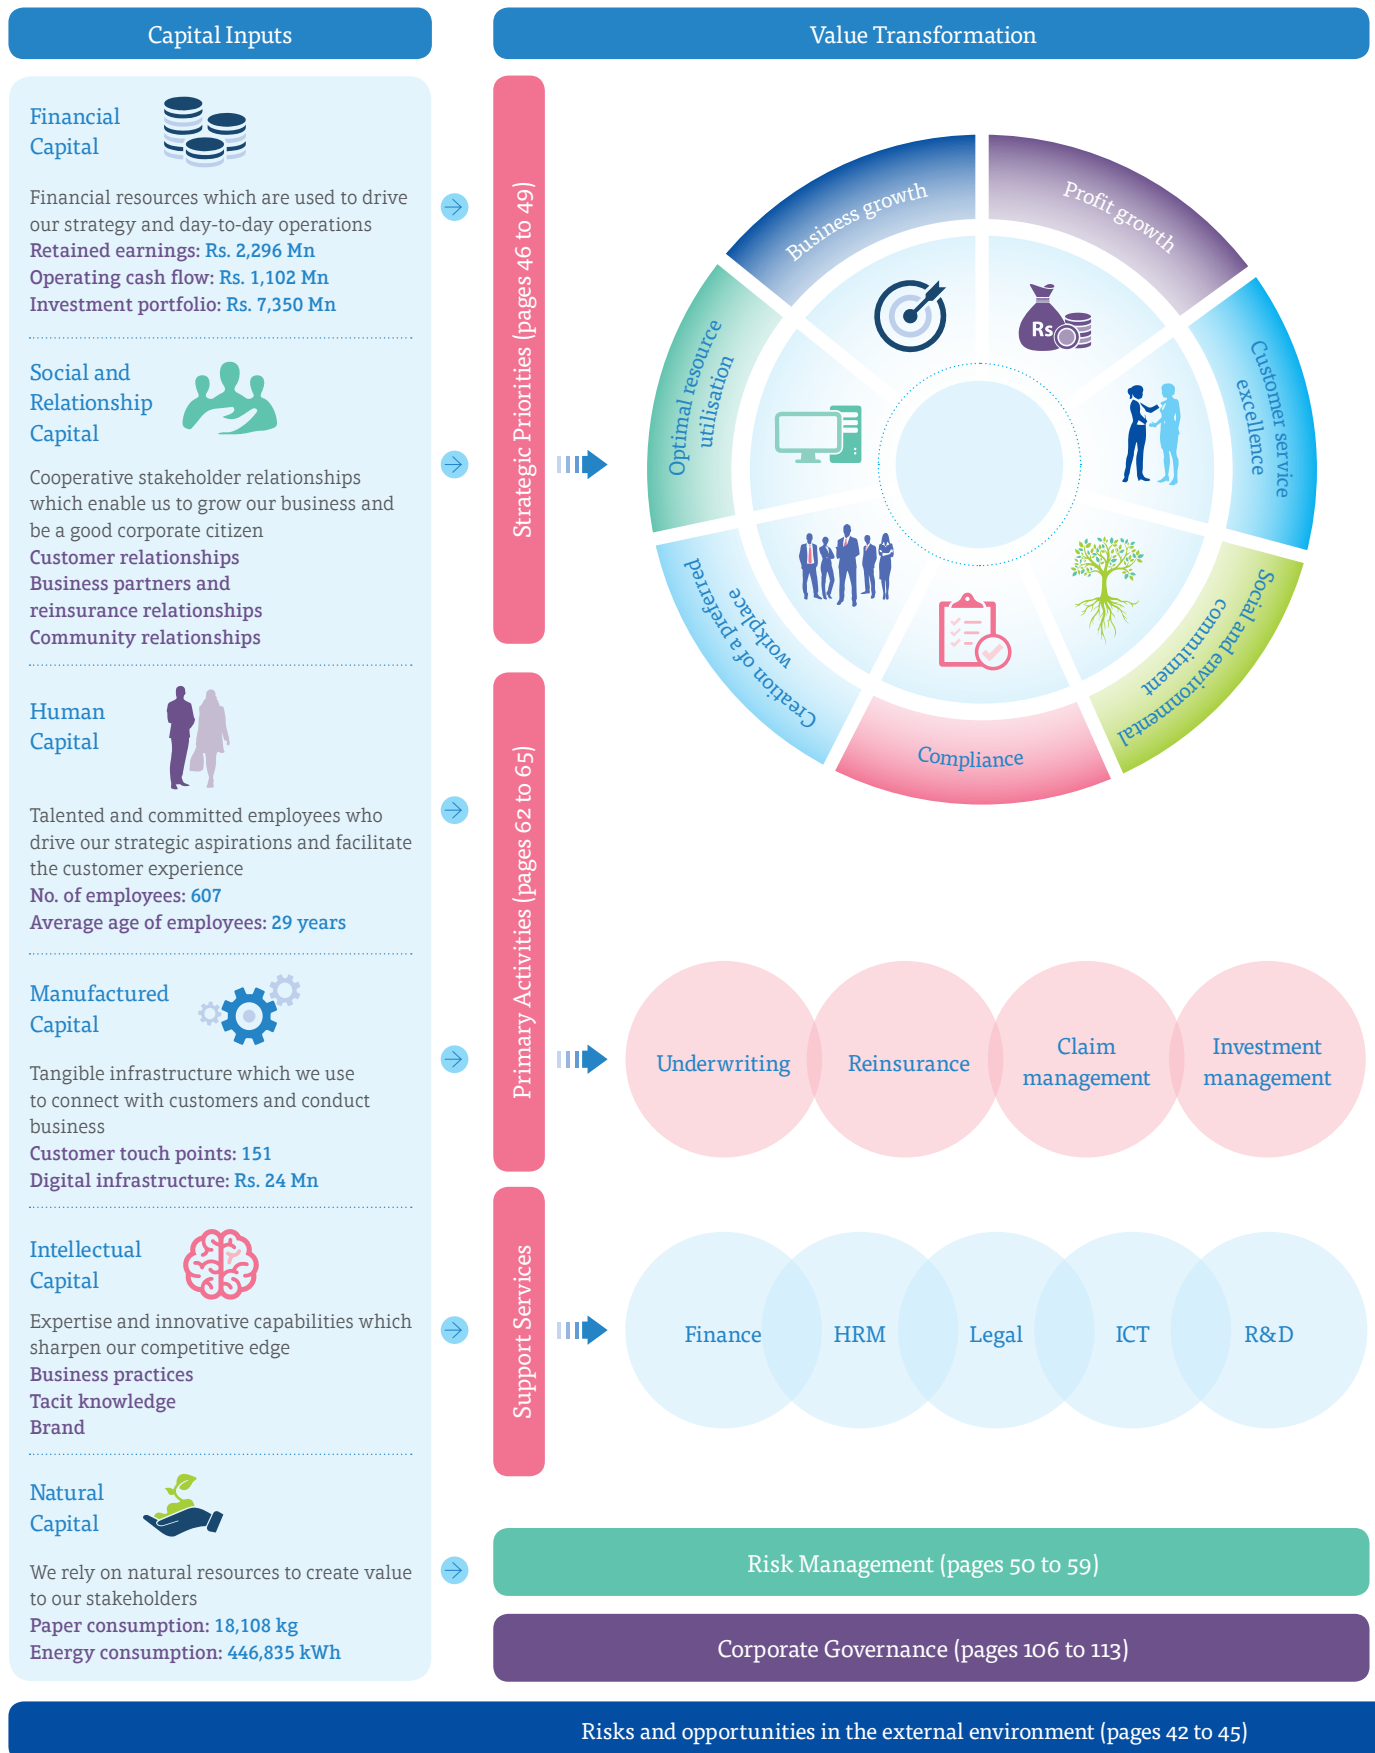 Capital Inputs
Financial
Capital
Financial resources which are used to drive
our strategy and day-to-day operations
Retained earnings: Rs. 2,296 Mn
Operating cash flow: Rs. 1,102 Mn
Investment portfolio: Rs. 7,350 Mn
Social and
Relationship
Capital
Cooperative stakeholder relationships
which enable us to grow our business and
be a good corporate citizen
Customer relationships
Business partners and
reinsurance relationships
Community relationships
Human
Capital
Talented and committed employees who
drive our strategic aspirations and facilitate
the customer experience
No. of employees: 607
Average age of employees: 29 years
Manufactured
Capital
Tangible infrastructure which we use
to connect with customers and conduct
business
Customer touch points: 151
Digital infrastructure: Rs. 24 Mn
Intellectual
Capital
Expertise and innovative capabilities which
sharpen our competitive edge
Business practices
Tacit knowledge
Brand
Natural
Capital
We rely on natural resources to create value
to our stakeholders
Paper consumption: 18,108 kg
Energy consumption: 446,835 kWh
Value Transformation
Strategic Priorities (pages 46 to 49)
Business growth
Profit growth
Rs
Customer service
excellence
Social and environmental
commitment
Compliance
Creation of a preferred
workplace
Optimal resource
utilisation
Primary Activities (pages 62 to 65)
Underwriting
Reinsurance
Claim
management
Investment
management
Support Services
Finance
HRM
Legal
ICT
R&D
Risk Management (pages 50 to 59)
Corporate Governance (pages 106 to 113)
Risks and opportunities in the external environment (pages 42 to 45)